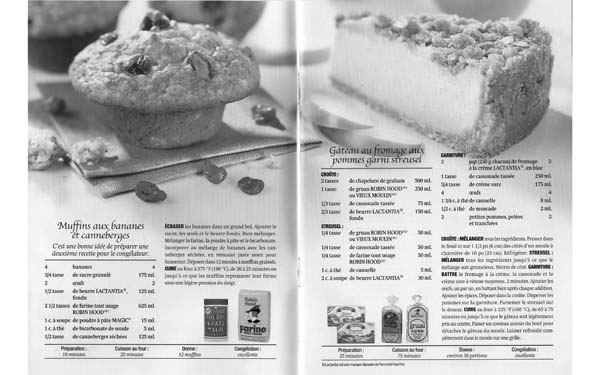 Muffins aux bananes
et canneberges
C'est une bonne idée de préparer une
deuxième recette pour le congélateur.
4 bananes
3/4 tasse de sucre granulé 175 ml
2 œufs 2
1/2 tasse de beurre LACTANTIA®, 125 ml
fondu
2 1/2 tasses de farine tout usage 625 ml
ROBIN HOOD
1 c. à soupe de poudre à pâte MAGIC® 15 ml
1 c. à thé de bicarbonate de soude 5 ml
1/2 tasse de canneberges séchées 125 ml
ÉCRASER les bananes dans un grand bol. Ajouter le
sucre, les œufs et le beurre fondu. Bien mélanger.
Mélanger la farine, la poudre à pâte et le bicarbonate.
Incorporer au mélange de bananes avec les can-
neberges séchées, en remuant juste assez pour
humecter. Déposer dans 12 moules à muffins graissés.
CUIRE au four à 375 °F (190 °C), de 20 à 25 minutes ou
jusqu'à ce que les muffins reprennent leur forme
sous une légère pression du doigt.
MAGIC
Robin
Hood
farine
Préparation : Cuisson au four : Donne : Congélation :
10 minutes 25 minutes 12 muffins excellente
Gâteau au fromage aux
pommes garni streusel
CROÛTE :
2 tasses de chapelure de graham 500 ml
1 tasse de gruau ROBIN HOOD 250 ml
ou VIEUX MOULIN
1/3 tasse de cassonade tassée 75 ml
2/3 tasse de beurre LACTANTIA®, 150 ml
fondu
STREUSEL :
1/4 tasse de gruau ROBIN HOOD 50 ml
ou VIEUX MOULIN
1/4 tasse de cassonade tassée 50 ml
1/4 tasse de farine tout usage 50 ml
ROBIN HOOD
1 c. à thé de cannelle 5 ml
2 c. à soupe de beurre LACTANTIA® 30 ml
GARNITURE :
3 pqt (250 g chacun) de fromage 3
à la crème LACTANTIA®, en bloc
1 tasse de cassonade tassée 250 ml
3/4 tasse de crème sure 175 ml
4 œufs 4
1 3/4 c. à thé de cannelle 8 ml
1/2 c. à thé de muscade 2 ml
2 petites pommes, pelées 2
et tranchées
CROÛTE : MÉLANGER tous les ingrédients. Presser dans
le fond et sur 1 1/2 po (4 cm) des côtés d'un moule à
charnière de 10 po (25 cm). Réfrigérer. STREUSEL :
MÉLANGER tous les ingrédients jusqu'à ce que le
mélange soit grumeleux. Mettre de côté. GARNITURE :
BATTRE le fromage à la crème, la cassonade et la
crème sure à vitesse moyenne, 2 minutes. Ajouter les
œufs, un par un, en battant bien après chaque addition.
Ajouter les épices. Déposer dans la croûte. Disperser les
pommes sur la garniture. Parsemer le streusel sur le
dessus. CUIRE au four à 325 °F (160 °C), de 65 à 75
minutes ou jusqu'à ce que le gâteau soit légèrement
pris au centre. Passer un couteau autour du bord pour
détacher le gâteau du moule. Laisser refroidir com-
plètement dans le moule sur une grille.
Préparation : Cuisson au four : Donne : Congélation :
25 minutes 75 minutes environ 16 portions excellente